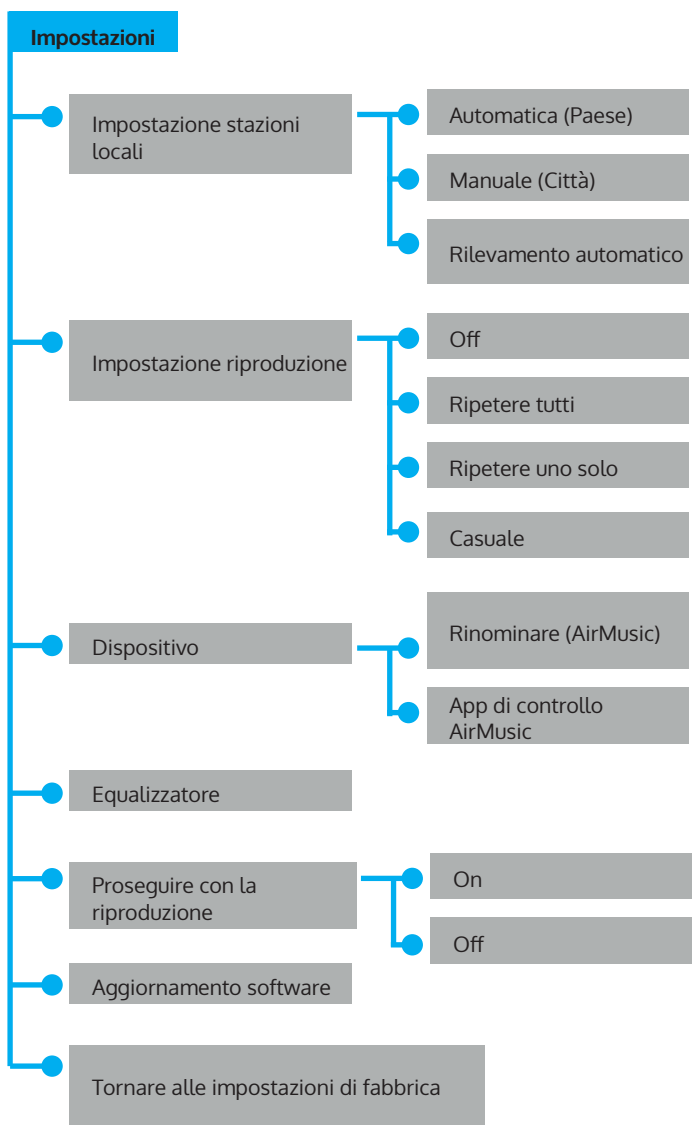 Impostazioni
Impostazione stazioni
locali
Automatica (Paese)
Manuale (Città)
Rilevamento automatico
Impostazione riproduzione
Off
Ripetere tutti
Ripetere uno solo
Casuale
Dispositivo
Rinominare (AirMusic)
App di controllo
AirMusic
Equalizzatore
Proseguire con la
riproduzione
On
Off
Aggiornamento software
Tornare alle impostazioni di fabbrica